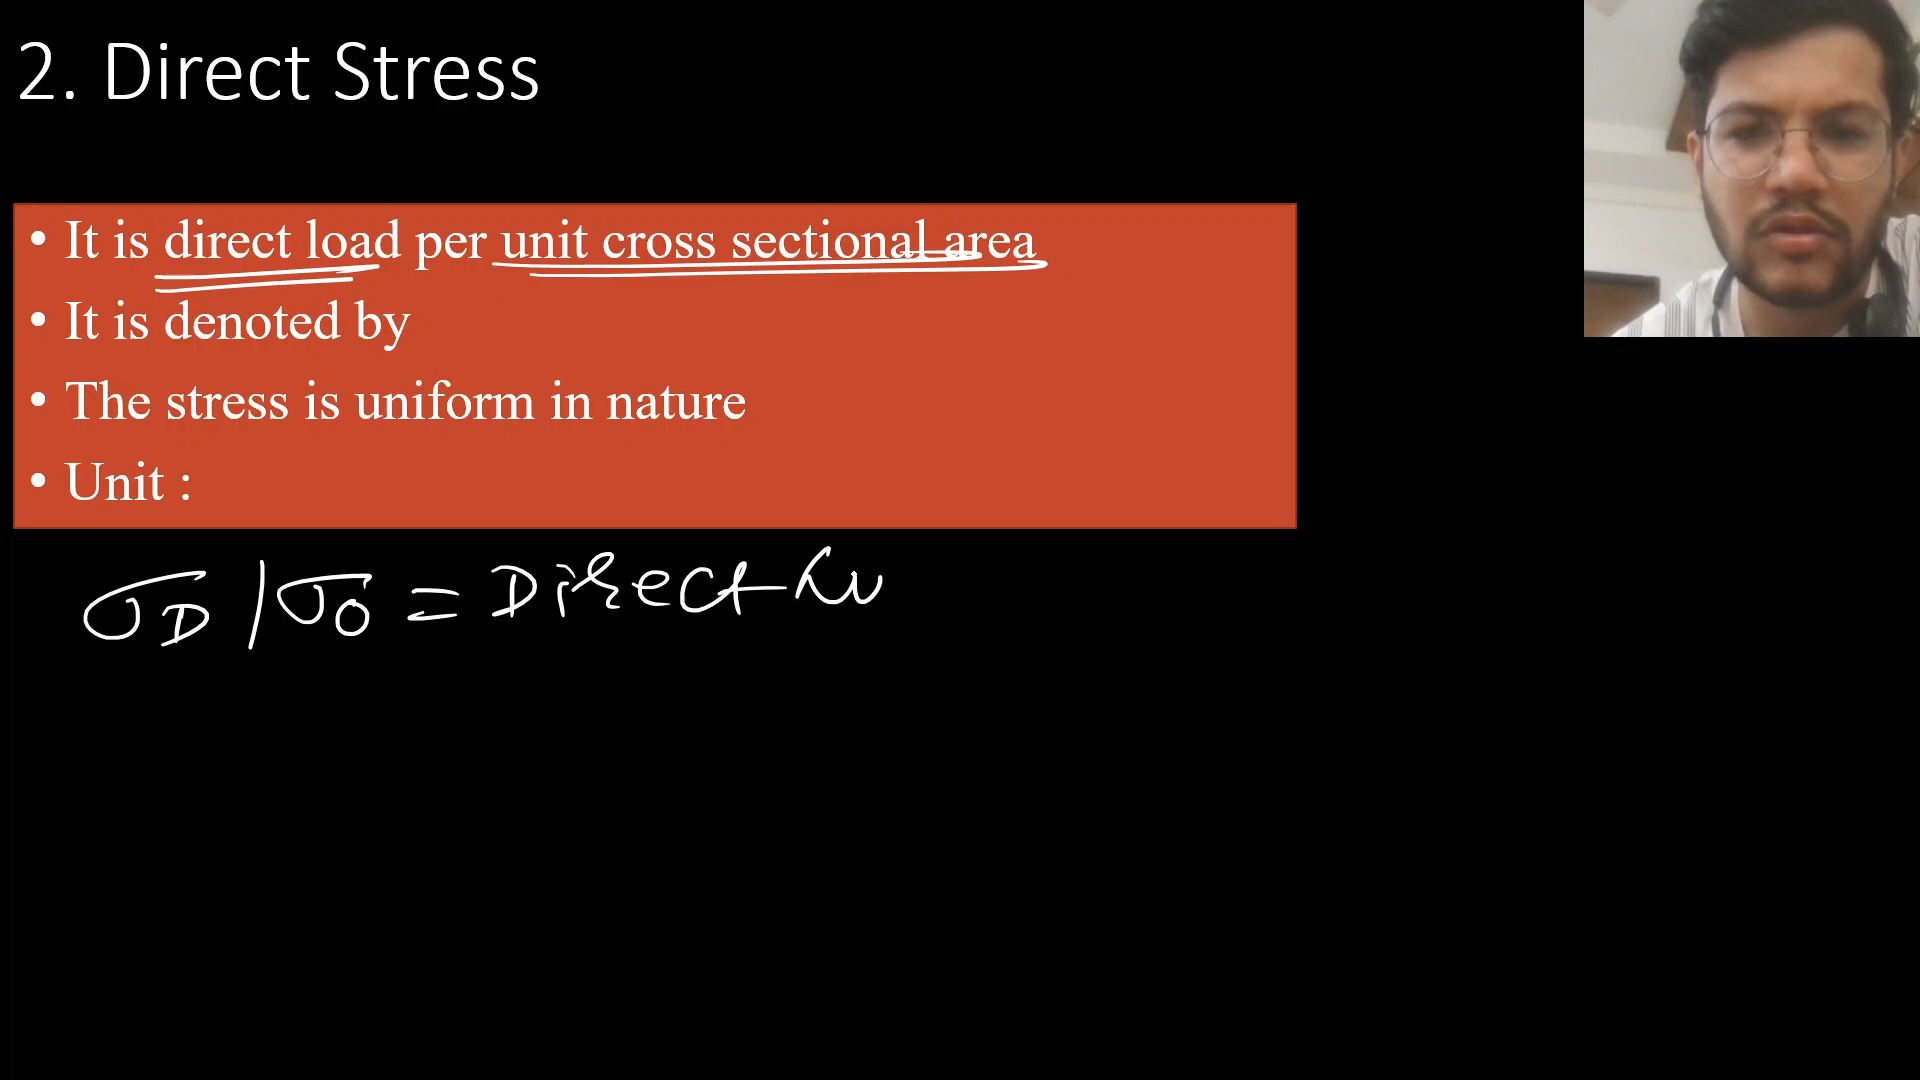 2. Direct Stress
• It is direct load per unit cross sectional area
• It is denoted by
• The stress is uniform in nature
• Unit :
σD / σ0 = Direct